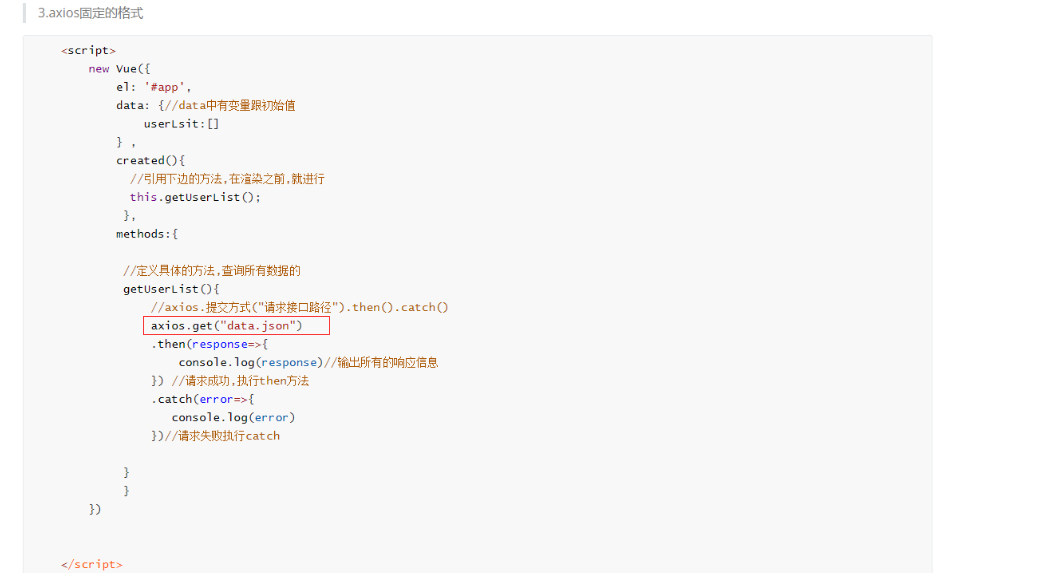 3.axios固定的格式
<script>
new Vue({
el: '#app',
data: {//data中有变量跟初始值
userLsit:[]
} ,
created(){
//引用下边的方法,在渲染之前,就进行
this.getUserList();
},
methods:{
//定义具体的方法,查询所有数据的
getUserList(){
//axios.提交方式("请求接口路径").then().catch()
axios.get("data.json")
.then(response=>{
console.log(response)//输出所有的响应信息
}) //请求成功,执行then方法
.catch(error=>{
console.log(error)
})//请求失败执行catch
}
}
})
</script>